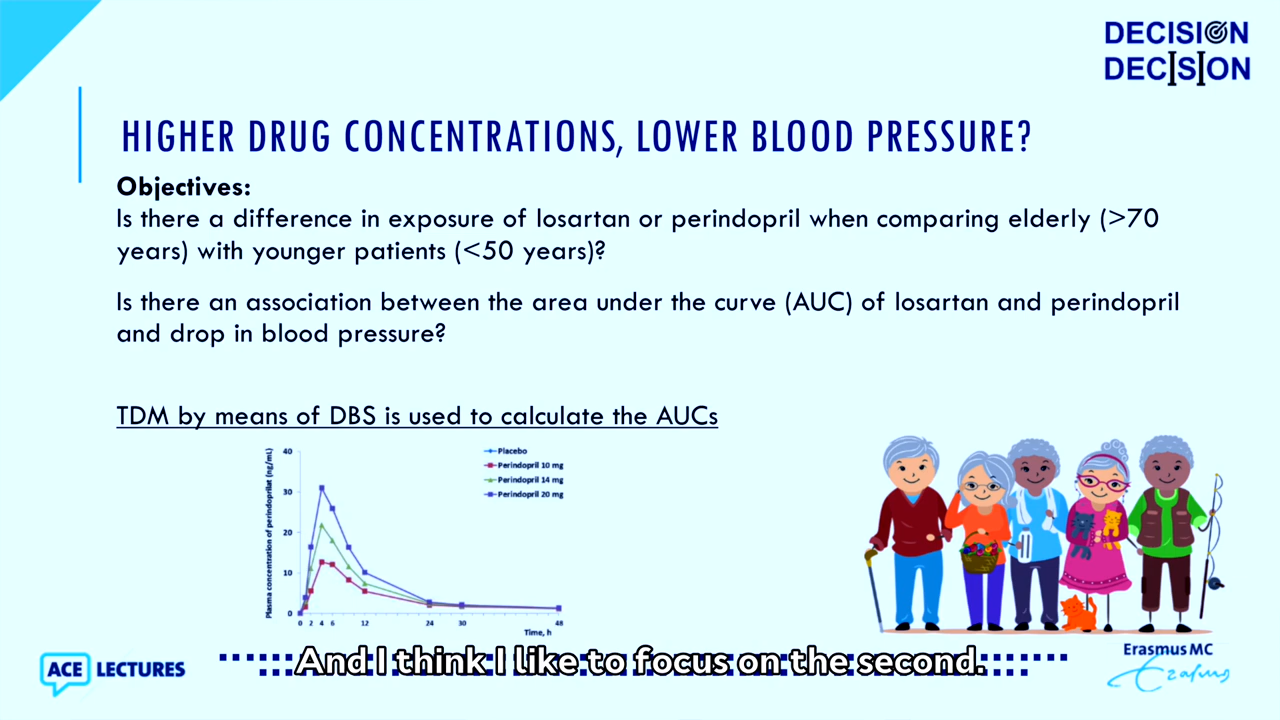 DECISION
DECISION
HIGHER DRUG CONCENTRATIONS, LOWER BLOOD PRESSURE?
Objectives:
Is there a difference in exposure of losartan or perindopril when comparing elderly (>70
years) with younger patients (<50 years)?
Is there an association between the area under the curve (AUC) of losartan and perindopril
and drop in blood pressure?
TDM by means of DBS is used to calculate the AUCs
Plasma concentration of perindoprilat (ng/mL)
40
30
20
10
0
Placebo
Perindopril 10 mg
Perindopril 14 mg
Perindopril 20 mg
0 2 4 6 12 24 30 48
Time, h
And I think I like to focus on the second.
ACE LECTURES
Erasmus MC
Erasmus